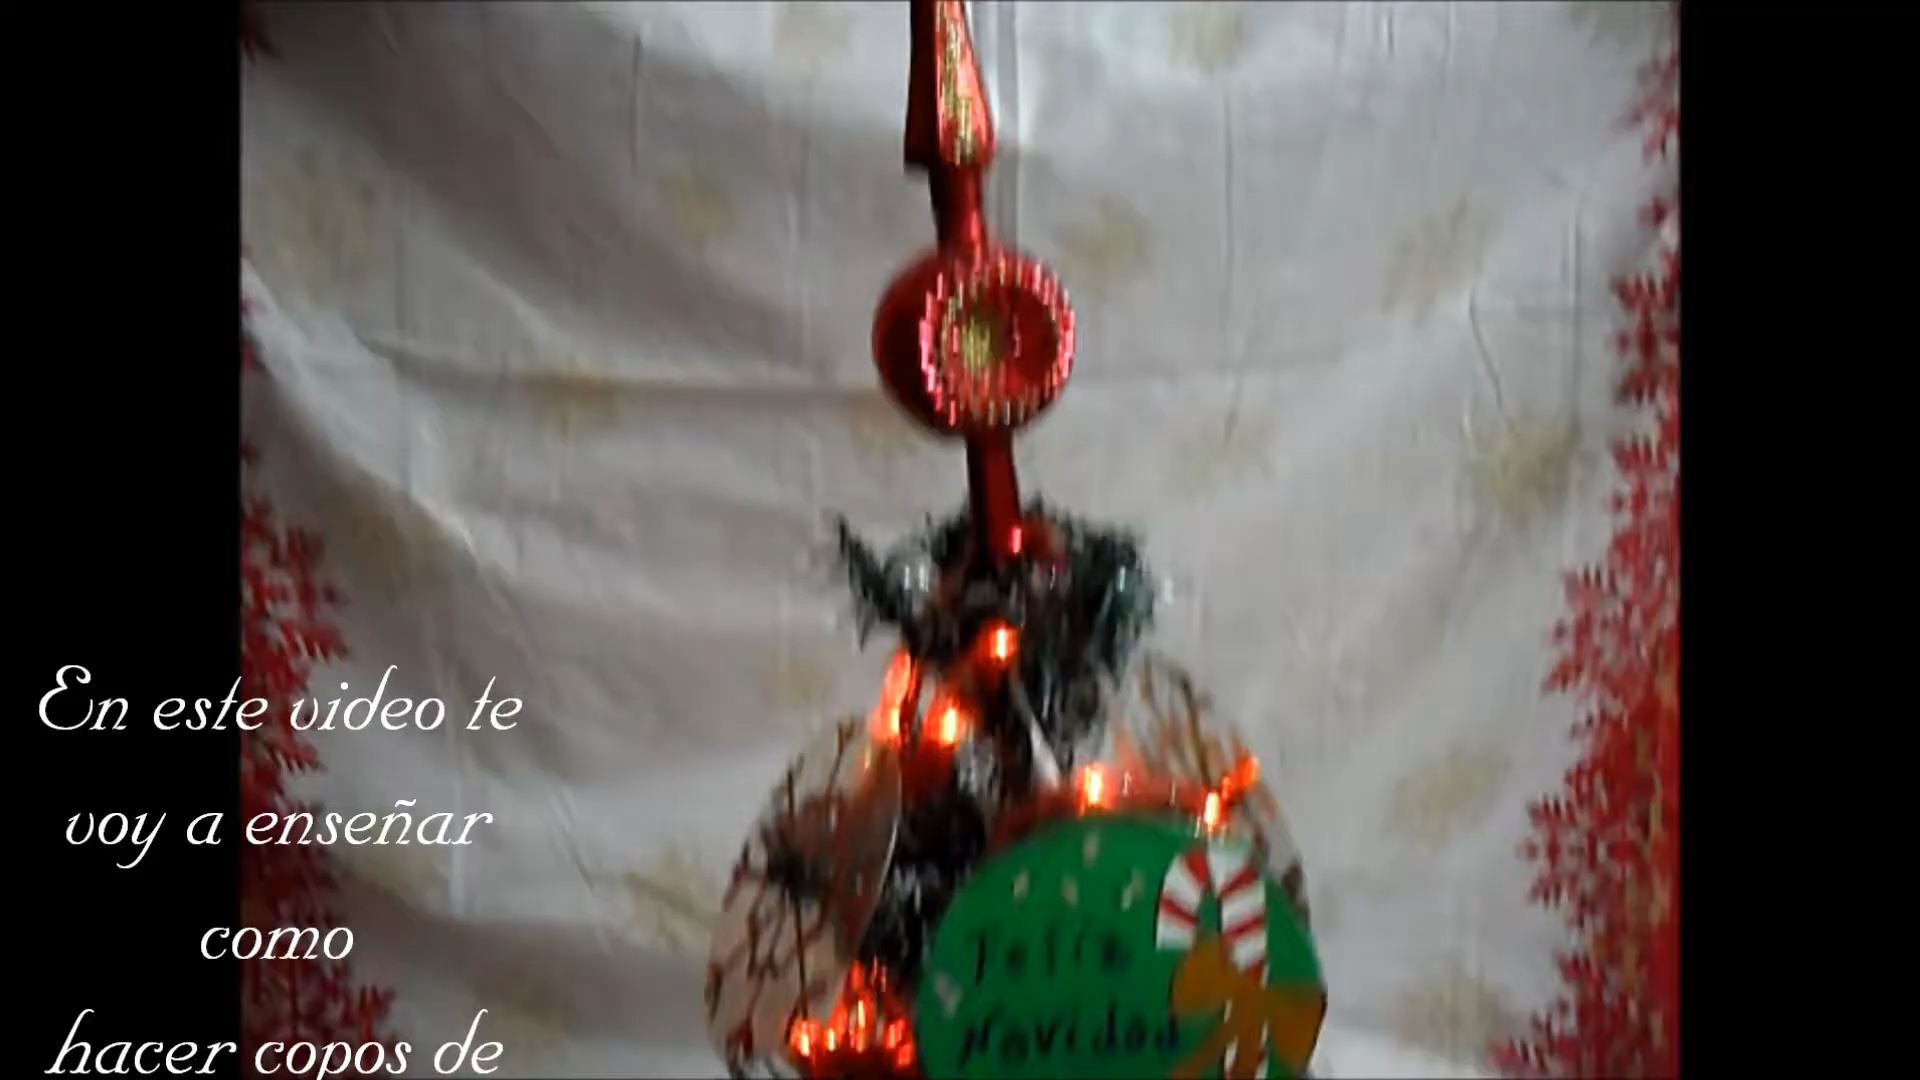 En este video te
voy a enseñar
como
hacer copos de
Feliz
Navidad